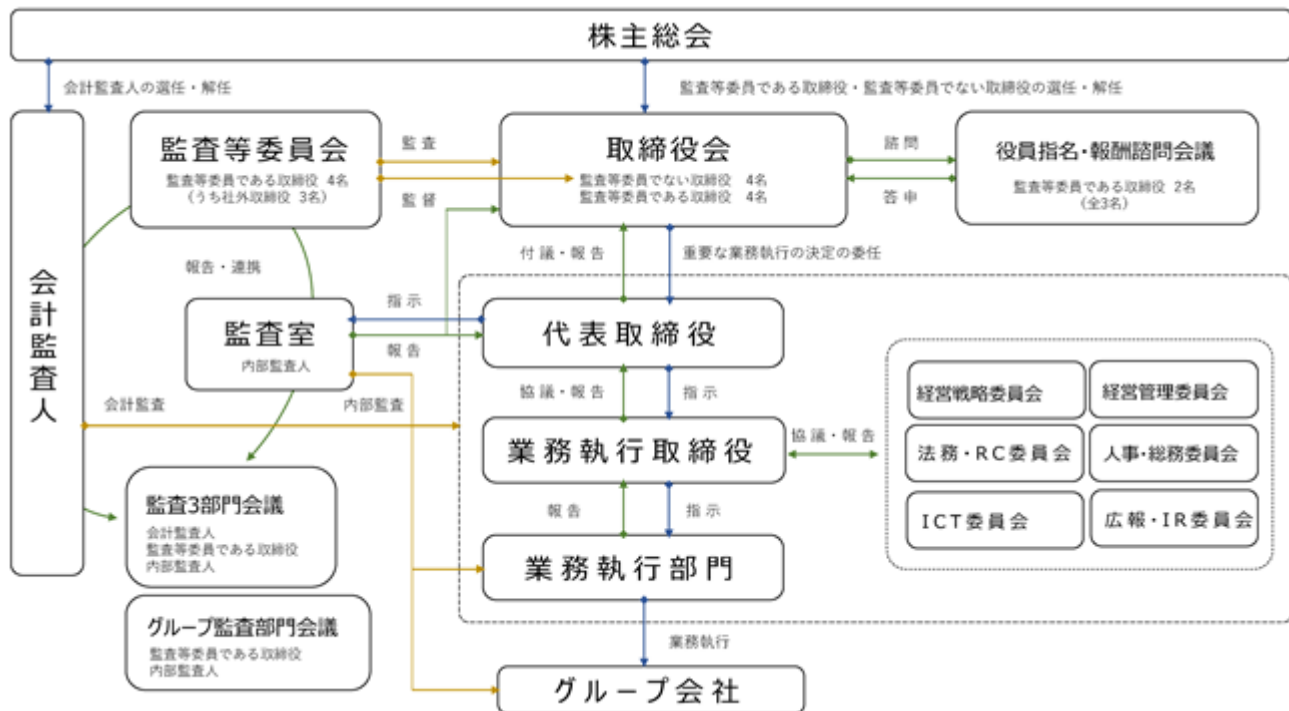 株主総会
会計監査人の選任・解任
監査等委員である取締役・監査等委員でない取締役の選任・解任
会計監査人
監査等委員会
監査等委員である取締役 4名
(うち社外取締役 3名)
監査
監督
取締役会
監査等委員でない取締役 4名
監査等委員である取締役 4名
諮問
答申
役員指名・報酬諮問会議
監査等委員である取締役 2名
(全3名)
報告・連携
付議・報告
重要な業務執行の決定の委任
監査室
内部監査人
指示
報告
代表取締役
会計監査
内部監査
協議・報告
指示
業務執行取締役
協議・報告
経営戦略委員会
経営管理委員会
法務・RC委員会
人事・総務委員会
ICT委員会
広報・IR委員会
報告
指示
業務執行部門
監査3部門会議
会計監査人
監査等委員である取締役
内部監査人
グループ監査部門会議
監査等委員である取締役
内部監査人
業務執行
グループ会社